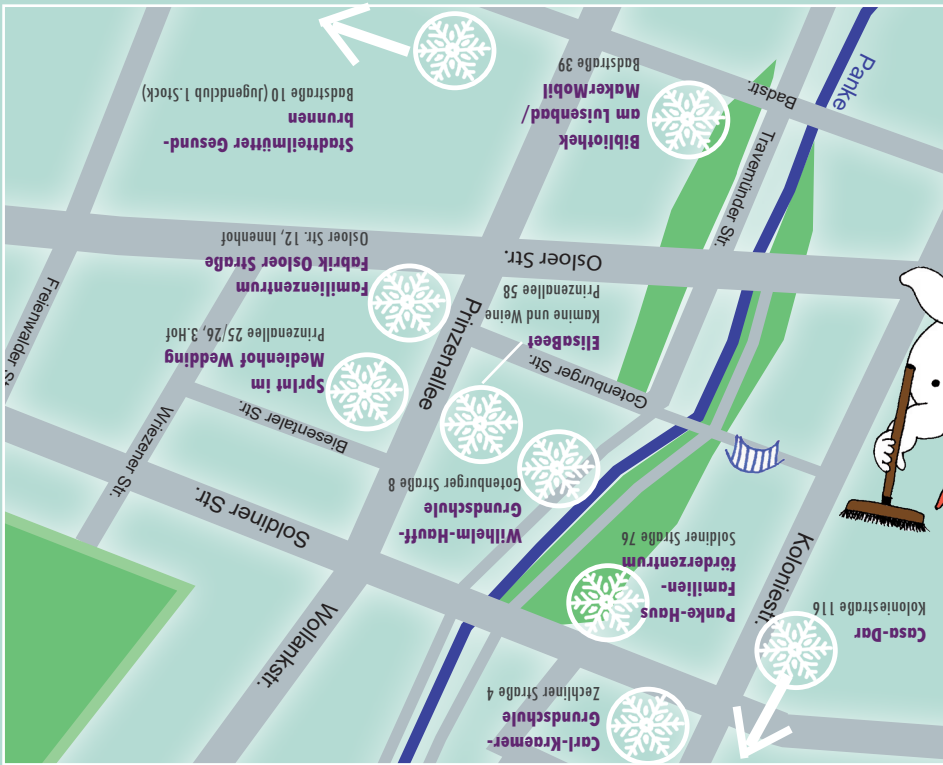 Casa-Dar
Koloniestraße 116
Carl-Kraemer-
Grundschule
Zechliner Straße 4
Panke-Haus
Familien-
förderzentrum
Soldiner Straße 76
Wilhelm-Hauff-
Grundschule
Gotenburger Straße 8
ElisaBeet
Kamine und Weine
Prinzenallee 58
SprInt im
Medienhof Wedding
Prinzenallee 25/26, 3.Hof
Familienzentrum
Fabrik Osloer Straße
Osloer Str. 12, Innenhof
Bibliothek
am Luisenbad/
MakerMobil
Badstraße 39
Stadtteilmütter Gesund-
brunnen
Badstraße 10 (Jugendclub 1.Stock)
Koloniestr.
Wollankstr.
Soldiner Str.
Wriezener Str.
Biesentaler Str.
Freienwalder St
Prinzenallee
Gotenburger Str.
Osloer Str.
Travemünder Str.
Badstr.
Panke